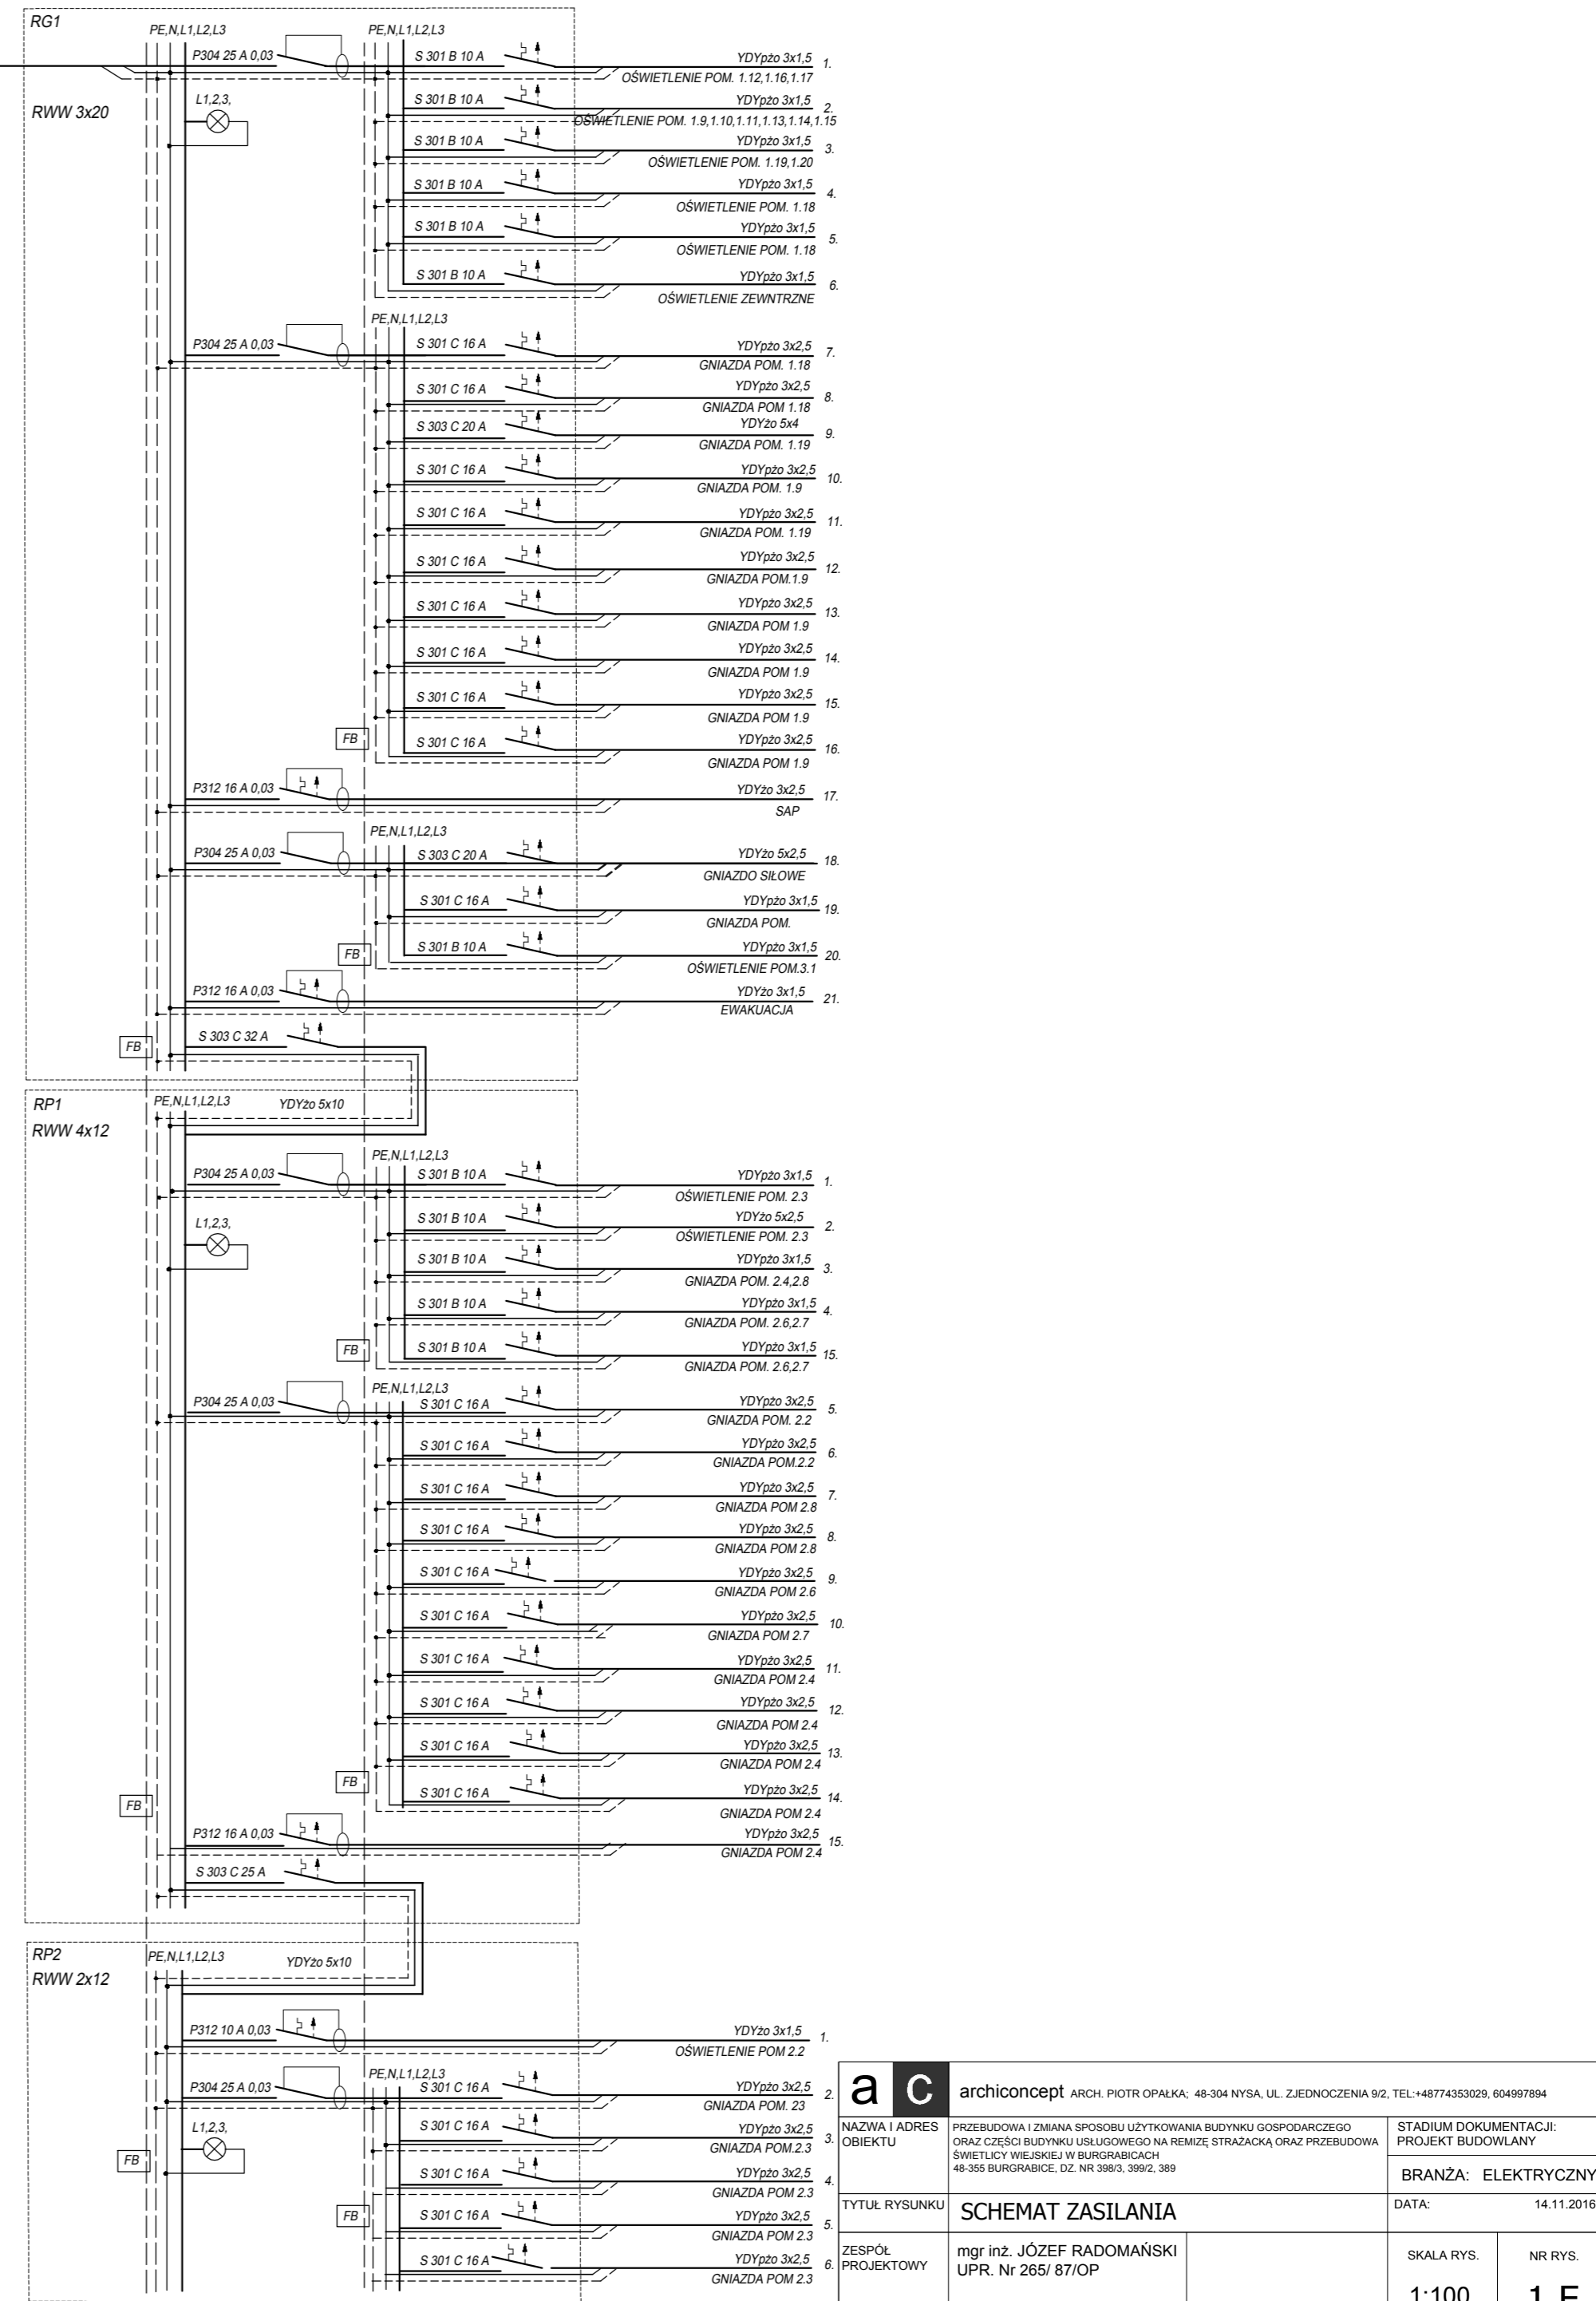 RG1
PE,N,L1,L2,L3
PE,N,L1,L2,L3
P304 25 A 0,03
S 301 B 10 A
YDYpżo 3x1,5
1.
OŚWIETLENIE POM. 1.12,1.16,1.17
RWW 3x20
L1,2,3,
S 301 B 10 A
YDYpżo 3x1,5
2.
OŚWIETLENIE POM. 1.9,1.10,1.11,1.13,1.14,1.15
S 301 B 10 A
YDYpżo 3x1,5
3.
OŚWIETLENIE POM. 1.19,1.20
S 301 B 10 A
YDYpżo 3x1,5
4.
OŚWIETLENIE POM. 1.18
S 301 B 10 A
YDYpżo 3x1,5
5.
OŚWIETLENIE POM. 1.18
S 301 B 10 A
YDYpżo 3x1,5
6.
OŚWIETLENIE ZEWNTRZNE
PE,N,L1,L2,L3
P304 25 A 0,03
S 301 C 16 A
YDYpżo 3x2,5
7.
GNIAZDA POM. 1.18
S 301 C 16 A
YDYpżo 3x2,5
8.
GNIAZDA POM 1.18
S 303 C 20 A
YDYżo 5x4
9.
GNIAZDA POM. 1.19
S 301 C 16 A
YDYpżo 3x2,5
10.
GNIAZDA POM. 1.9
S 301 C 16 A
YDYpżo 3x2,5
11.
GNIAZDA POM. 1.19
S 301 C 16 A
YDYpżo 3x2,5
12.
GNIAZDA POM.1.9
S 301 C 16 A
YDYpżo 3x2,5
13.
GNIAZDA POM 1.9
S 301 C 16 A
YDYpżo 3x2,5
14.
GNIAZDA POM 1.9
S 301 C 16 A
YDYpżo 3x2,5
15.
GNIAZDA POM 1.9
FB
S 301 C 16 A
YDYpżo 3x2,5
16.
GNIAZDA POM 1.9
P312 16 A 0,03
YDYżo 3x2,5
17.
SAP
PE,N,L1,L2,L3
P304 25 A 0,03
S 303 C 20 A
YDYżo 5x2,5
18.
GNIAZDO SIŁOWE
S 301 C 16 A
YDYpżo 3x1,5
19.
GNIAZDA POM.
FB
S 301 B 10 A
YDYpżo 3x1,5
20.
OŚWIETLENIE POM.3.1
P312 16 A 0,03
YDYżo 3x1,5
21.
EWAKUACJA
FB
S 303 C 32 A
RP1
PE,N,L1,L2,L3
YDYżo 5x10
RWW 4x12
PE,N,L1,L2,L3
P304 25 A 0,03
S 301 B 10 A
YDYpżo 3x1,5
1.
OŚWIETLENIE POM. 2.3
L1,2,3,
S 301 B 10 A
YDYżo 5x2,5
2.
OŚWIETLENIE POM. 2.3
S 301 B 10 A
YDYpżo 3x1,5
3.
GNIAZDA POM. 2.4,2.8
S 301 B 10 A
YDYpżo 3x1,5
4.
GNIAZDA POM. 2.6,2.7
FB
S 301 B 10 A
YDYpżo 3x1,5
15.
GNIAZDA POM. 2.6,2.7
PE,N,L1,L2,L3
P304 25 A 0,03
S 301 C 16 A
YDYpżo 3x2,5
5.
GNIAZDA POM. 2.2
S 301 C 16 A
YDYpżo 3x2,5
6.
GNIAZDA POM.2.2
S 301 C 16 A
YDYpżo 3x2,5
7.
GNIAZDA POM 2.8
S 301 C 16 A
YDYpżo 3x2,5
8.
GNIAZDA POM 2.8
S 301 C 16 A
YDYpżo 3x2,5
9.
GNIAZDA POM 2.6
S 301 C 16 A
YDYpżo 3x2,5
10.
GNIAZDA POM 2.7
S 301 C 16 A
YDYpżo 3x2,5
11.
GNIAZDA POM 2.4
S 301 C 16 A
YDYpżo 3x2,5
12.
GNIAZDA POM 2.4
S 301 C 16 A
YDYpżo 3x2,5
13.
GNIAZDA POM 2.4
FB
S 301 C 16 A
YDYpżo 3x2,5
14.
GNIAZDA POM 2.4
FB
P312 16 A 0,03
YDYpżo 3x2,5
15.
GNIAZDA POM 2.4
S 303 C 25 A
RP2
PE,N,L1,L2,L3
YDYżo 5x10
RWW 2x12
P312 10 A 0,03
YDYżo 3x1,5
1.
OŚWIETLENIE POM 2.2
PE,N,L1,L2,L3
P304 25 A 0,03
S 301 C 16 A
YDYpżo 3x2,5
2.
GNIAZDA POM. 23
L1,2,3,
S 301 C 16 A
YDYpżo 3x2,5
3.
GNIAZDA POM.2.3
FB
S 301 C 16 A
YDYpżo 3x2,5
4.
GNIAZDA POM 2.3
FB
S 301 C 16 A
YDYpżo 3x2,5
5.
GNIAZDA POM 2.3
S 301 C 16 A
YDYpżo 3x2,5
6.
GNIAZDA POM 2.3
a c
archiconcept ARCH. PIOTR OPAŁKA; 48-304 NYSA, UL. ZJEDNOCZENIA 9/2, TEL:+48774353029, 604997894
NAZWA I ADRES
OBIEKTU
PRZEBUDOWA I ZMIANA SPOSOBU UŻYTKOWANIA BUDYNKU GOSPODARCZEGO
ORAZ CZĘŚCI BUDYNKU USŁUGOWEGO NA REMIZĘ STRAŻACKĄ ORAZ PRZEBUDOWA
ŚWIETLICY WIEJSKIEJ W BURGRABICACH
48-355 BURGRABICE, DZ. NR 398/3, 399/2, 389
STADIUM DOKUMENTACJI:
PROJEKT BUDOWLANY
BRANŻA: ELEKTRYCZNY
TYTUŁ RYSUNKU
SCHEMAT ZASILANIA
DATA: 14.11.2016
ZESPÓŁ
PROJEKTOWY
mgr inż. JÓZEF RADOMAŃSKI
UPR. Nr 265/ 87/OP
SKALA RYS.
1:100
NR RYS.
1 E